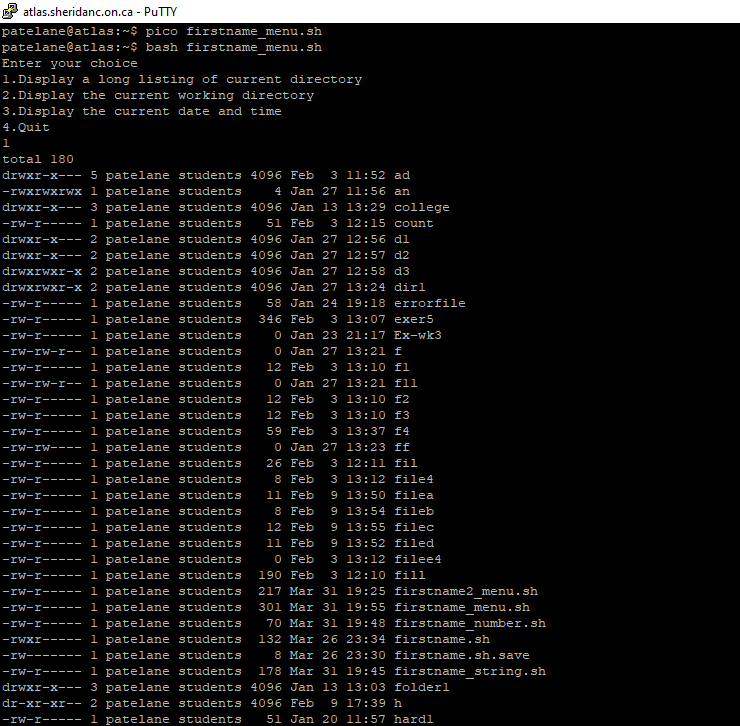 atlas.sheridanc.on.ca - PuTTY
patelane@atlas:~$ pico firstname_menu.sh
patelane@atlas:~$ bash firstname_menu.sh
Enter your choice
1.Display a long listing of current directory
2.Display the current working directory
3.Display the current date and time
4.Quit
1
total 180
drwxr-x--- 5 patelane students 4096 Feb  3 11:52 ad
-rwxrwxrwx 1 patelane students    4 Jan 27 11:56 an
drwxr-x--- 3 patelane students 4096 Jan 13 13:29 college
-rw-r----- 1 patelane students   51 Feb  3 12:15 count
drwxr-x--- 2 patelane students 4096 Jan 27 12:56 d1
drwxr-x--- 2 patelane students 4096 Jan 27 12:57 d2
drwxrwxr-x 2 patelane students 4096 Jan 27 12:58 d3
drwxrwxr-x 2 patelane students 4096 Jan 27 13:24 dir1
-rw-r----- 1 patelane students   58 Jan 24 19:18 errorfile
-rw-r----- 1 patelane students  346 Feb  3 13:07 exer5
-rw-r----- 1 patelane students    0 Jan 23 21:17 Ex-wk3
-rw-rw-r-- 1 patelane students    0 Jan 27 13:21 f
-rw-r----- 1 patelane students   12 Feb  3 13:10 f1
-rw-rw-r-- 1 patelane students    0 Jan 27 13:21 f11
-rw-r----- 1 patelane students   12 Feb  3 13:10 f2
-rw-r----- 1 patelane students   12 Feb  3 13:10 f3
-rw-r----- 1 patelane students   59 Feb  3 13:37 f4
-rw-rw---- 1 patelane students    0 Jan 27 13:23 ff
-rw-r----- 1 patelane students   26 Feb  3 12:11 fil
-rw-r----- 1 patelane students    8 Feb  3 13:12 file4
-rw-r----- 1 patelane students   11 Feb  9 13:50 filea
-rw-r----- 1 patelane students    8 Feb  9 13:54 fileb
-rw-r----- 1 patelane students   12 Feb  9 13:55 filec
-rw-r----- 1 patelane students   11 Feb  9 13:52 filed
-rw-r----- 1 patelane students    0 Feb  3 13:12 filee4
-rw-r----- 1 patelane students  190 Feb  3 12:10 fill
-rw-r----- 1 patelane students  217 Mar 31 19:25 firstname2_menu.sh
-rw-r----- 1 patelane students  301 Mar 31 19:55 firstname_menu.sh
-rw-r----- 1 patelane students   70 Mar 31 19:48 firstname_number.sh
-rwxr----- 1 patelane students  132 Mar 26 23:34 firstname.sh
-rw------- 1 patelane students    8 Mar 26 23:30 firstname.sh.save
-rw-r----- 1 patelane students  178 Mar 31 19:45 firstname_string.sh
drwxr-x--- 3 patelane students 4096 Jan 13 13:03 folder1
dr-xr-xr-- 2 patelane students 4096 Feb  9 17:39 h
-rw-r----- 1 patelane students   51 Jan 20 11:57 hard1